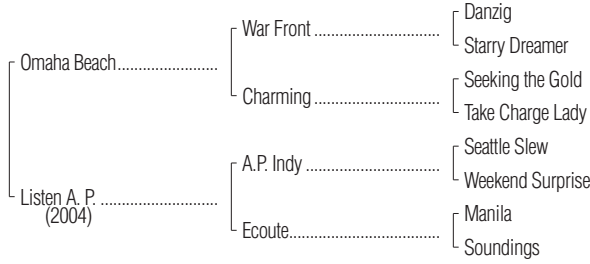 Danzig
War Front
Starry Dreamer
Omaha Beach
Seeking the Gold
Charming
Take Charge Lady
Seattle Slew
A.P. Indy
Weekend Surprise
Listen A. P.
(2004)
Manila
Ecoute
Soundings